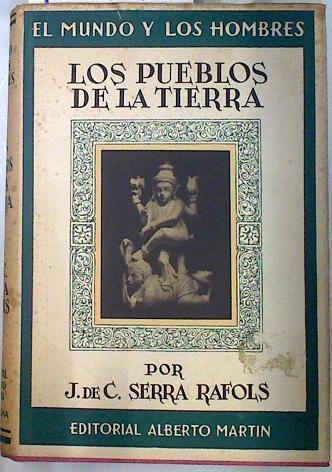 EL MUNDO Y LOS HOMBRES
LOS PUEBLOS
DE LA TIERRA
POR
J. DE C. SERRA RAFOLS
EDITORIAL ALBERTO MARTIN